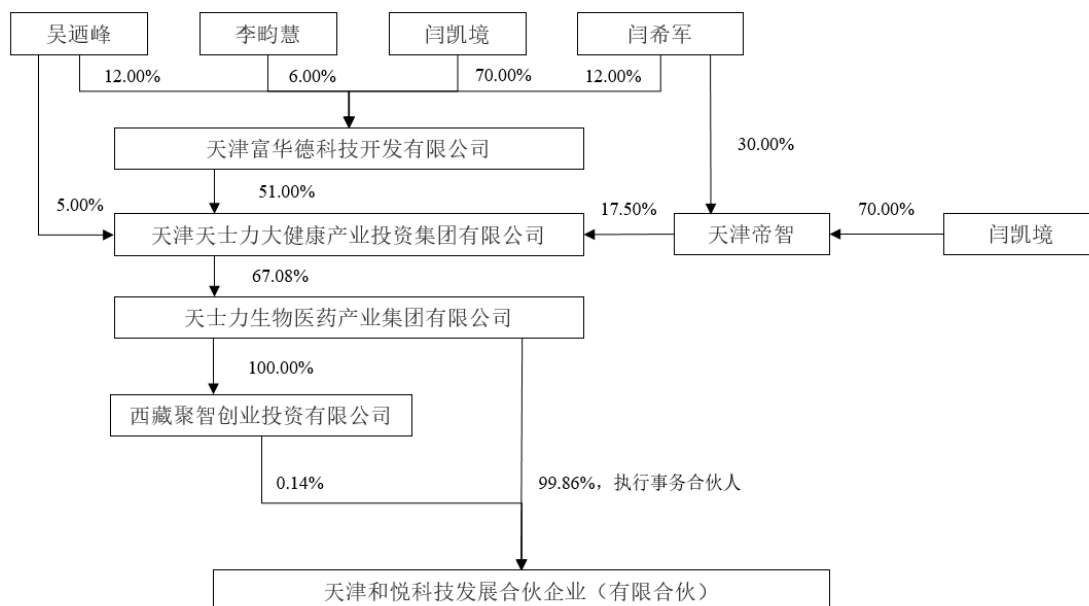 吴迺峰
李畇慧
闫凯境
闫希军
12.00%
6.00%
70.00%
12.00%
天津富华德科技开发有限公司
30.00%
51.00%
5.00%
17.50%
70.00%
天津天士力大健康产业投资集团有限公司
天津帝智
闫凯境
67.08%
天士力生物医药产业集团有限公司
100.00%
西藏聚智创业投资有限公司
0.14%
99.86%，执行事务合伙人
天津和悦科技发展合伙企业（有限合伙）